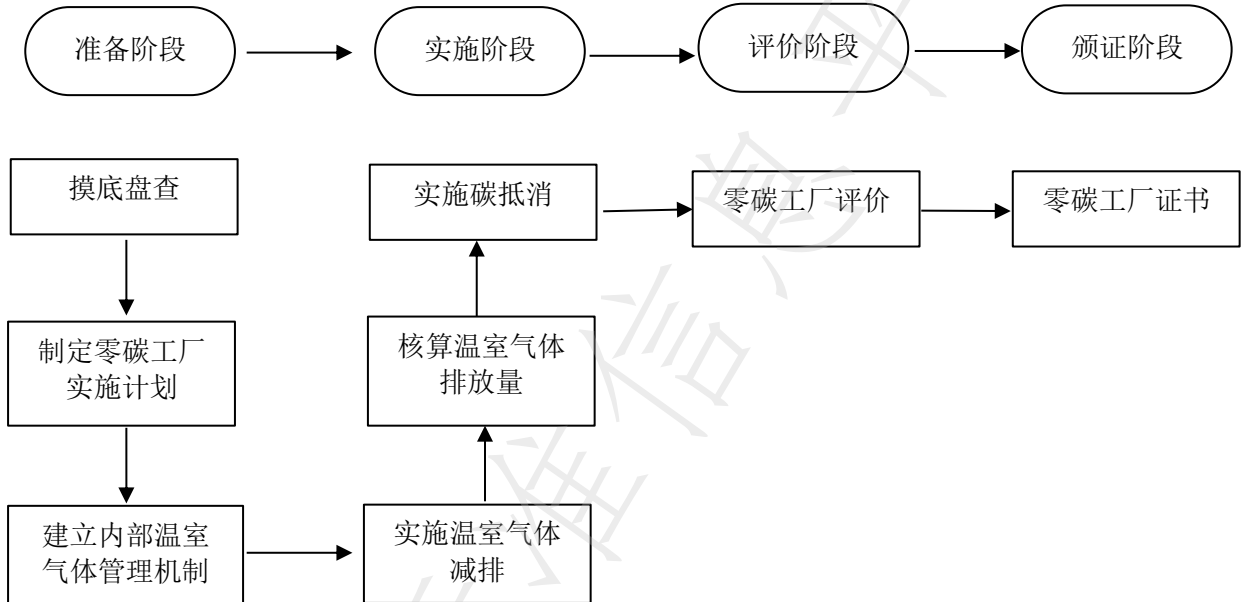 准备阶段
实施阶段
评价阶段
颁证阶段
摸底盘查
实施碳抵消
零碳工厂评价
零碳工厂证书
制定零碳工厂
实施计划
核算温室气体
排放量
建立内部温室
气体管理机制
实施温室气体
减排
准信息平